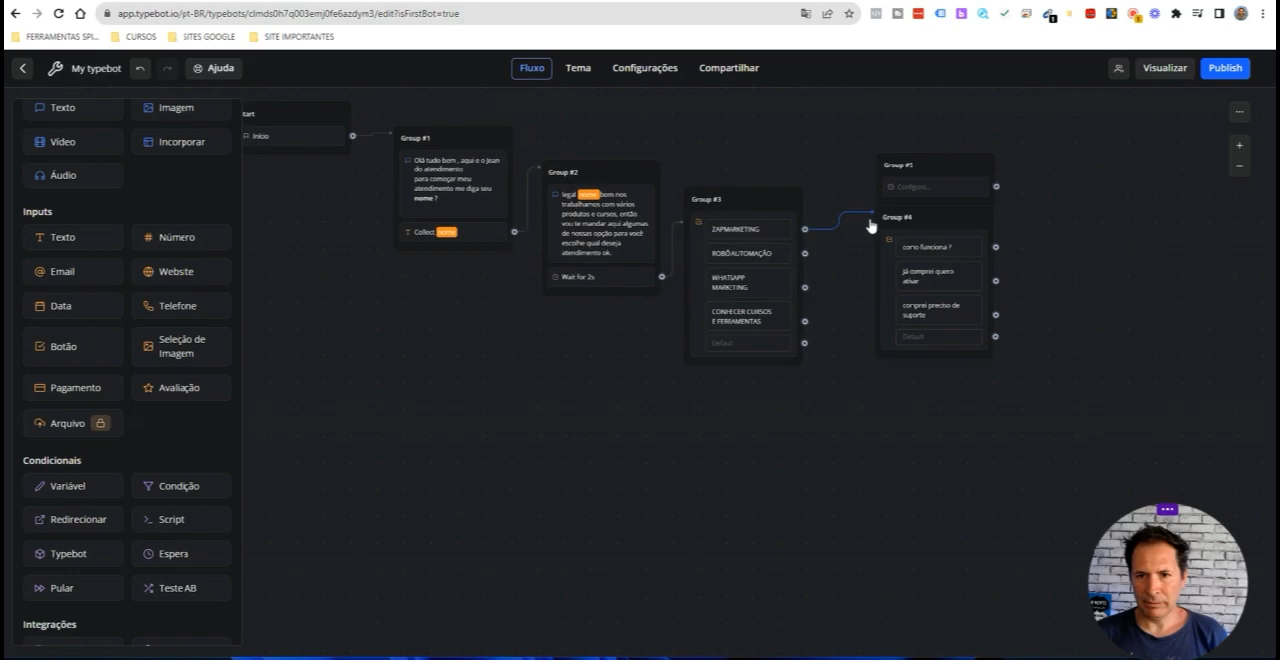 app.typebot.io/pt-BR/typebots/clmds0h7q003emj0fe6azdym3/edit?isFirstBot=true
FERRAMENTAS SPI...
CURSOS
SITES GOOGLE
SITE IMPORTANTES
My typebot
Ajuda
Fluxo
Tema
Configurações
Compartilhar
Visualizar
Publish
Texto
Imagem
Vídeo
Incorporar
Áudio
Inputs
Texto
Número
Email
Webste
Data
Telefone
Botão
Seleção de
Imagem
Pagamento
Avaliação
Arquivo
Condicionais
Variável
Condição
Redirecionar
Script
Typebot
Espera
Pular
Teste AB
Integrações
tart
Início
Group #1
Olá tudo bem , aqui e o Jean
do atendimento
para começar meu
atendimento me diga seu
nome ?
Collect nome
Group #2
legal nome bom nos
trabalhamos com vários
produtos e cursos, então
vou te mandar aqui algumas
de nossas opção para você
escolhe qual deseja
atendimento ok.
Wait for 2s
Group #3
ZAPMARKETING
ROBÔ AUTOMAÇÃO
WHATSAPP
MARKETING
CONHECER CURSOS
E FERRAMENTAS
Default
Group #5
Configure...
Group #4
como funciona ?
Já comprei quero
ativar
comprei preciso de
suporte
Default